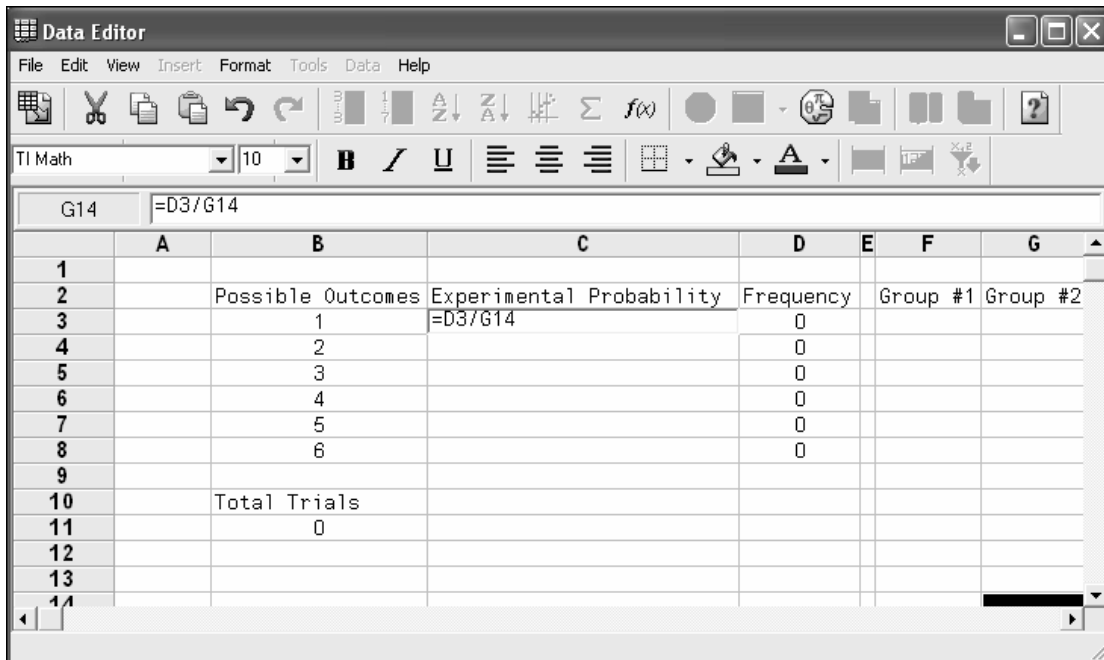 Data Editor
File Edit View Insert Format Tools Data Help
TI Math 10 B I U A
G14 =D3/G14
A B C D E F G
1
2 Possible Outcomes Experimental Probability Frequency Group #1 Group #2
3 1 =D3/G14 0
4 2 0
5 3 0
6 4 0
7 5 0
8 6 0
9
10 Total Trials
11 0
12
13
14